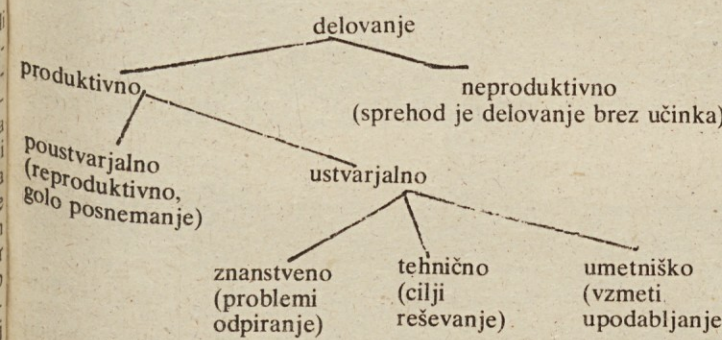 delovanje
produktivno
neproduktivno
(sprehod je delovanje brez učinka)
poustvarjalno
(reproduktivno,
golo posnemanje)
ustvarjalno
znanstveno
(problemi
odpiranje)
tehnično
(cilji
reševanje)
umetniško
(vzmeti
upodabljanje